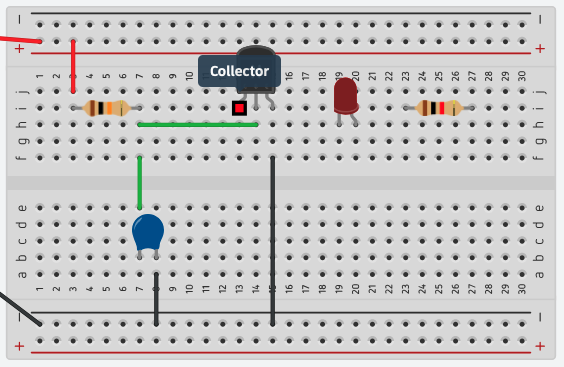 − −
+ +
1 2 3 4 5 6 7 8 9 10 11 12 13 14 15 16 17 18 19 20 21 22 23 24 25 26 27 28 29 30
Collector
j j
i i
h h
g g
f f
e e
d d
c c
b b
a a
1 2 3 4 5 6 7 8 9 10 11 12 13 14 15 16 17 18 19 20 21 22 23 24 25 26 27 28 29 30
− −
+ +